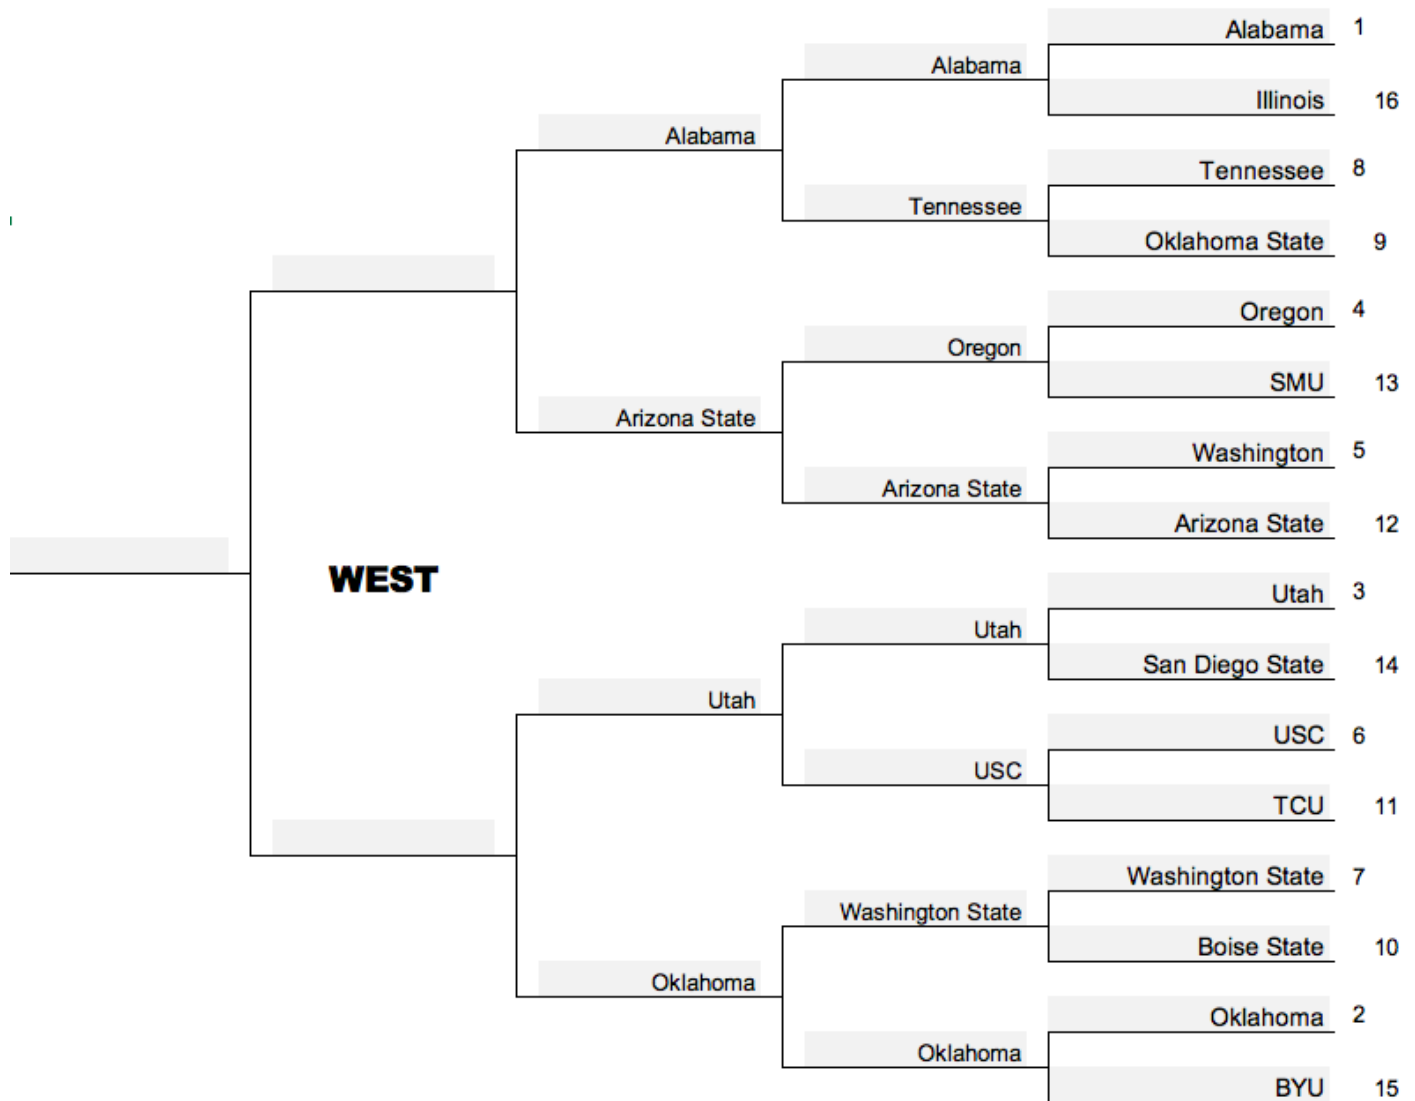 Alabama 1
Alabama
Illinois 16
Alabama
Tennessee 8
Tennessee
Oklahoma State 9
Oregon 4
Oregon
SMU 13
Arizona State
Washington 5
Arizona State
Arizona State 12
WEST
Utah 3
Utah
San Diego State 14
Utah
USC 6
USC
TCU 11
Washington State 7
Washington State
Boise State 10
Oklahoma
Oklahoma 2
Oklahoma
BYU 15